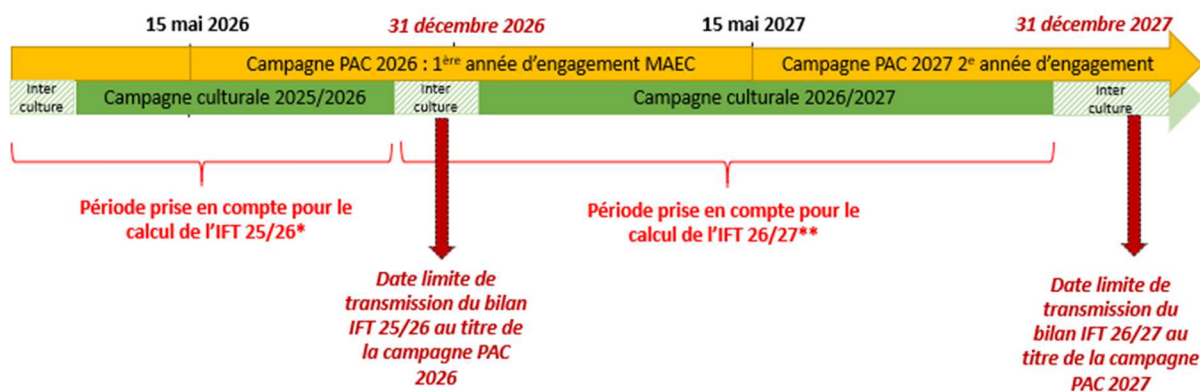 15 mai 2026
31 décembre 2026
15 mai 2027
31 décembre 2027
Campagne PAC 2026 : 1ère année d’engagement MAEC
Campagne PAC 2027 2e année d’engagement
Inter
culture
Campagne culturale 2025/2026
Inter
culture
Campagne culturale 2026/2027
Inter
culture
Période prise en compte pour le
calcul de l’IFT 25/26*
Période prise en compte pour le
calcul de l’IFT 26/27**
Date limite de
transmission du bilan
IFT 25/26 au titre de
la campagne PAC
2026
Date limite de
transmission du
bilan IFT 26/27 au
titre de la campagne
PAC 2027